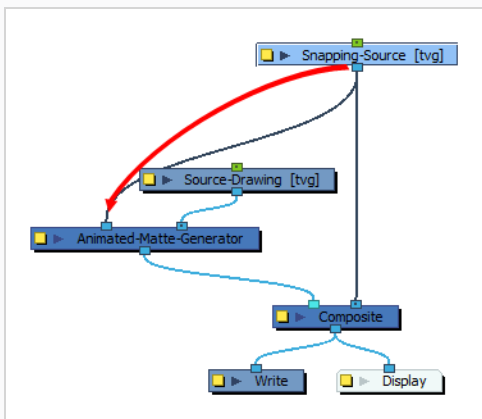 Snapping-Source [tvg]
Source-Drawing [tvg]
Animated-Matte-Generator
Composite
Write
Display